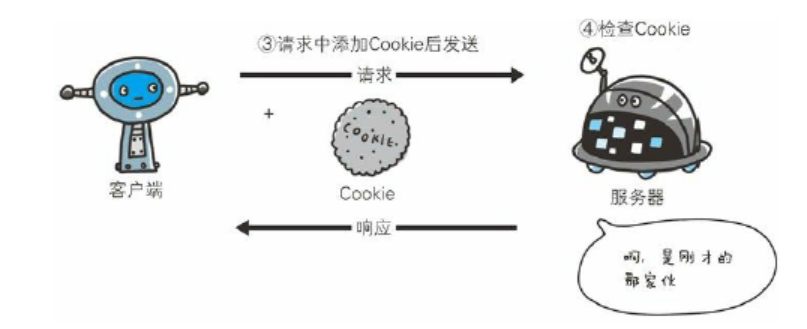 ③请求中添加Cookie后发送
④检查Cookie
请求
+
COOKIE
客户端
Cookie
服务器
响应
啊,是刚才的
那家伙